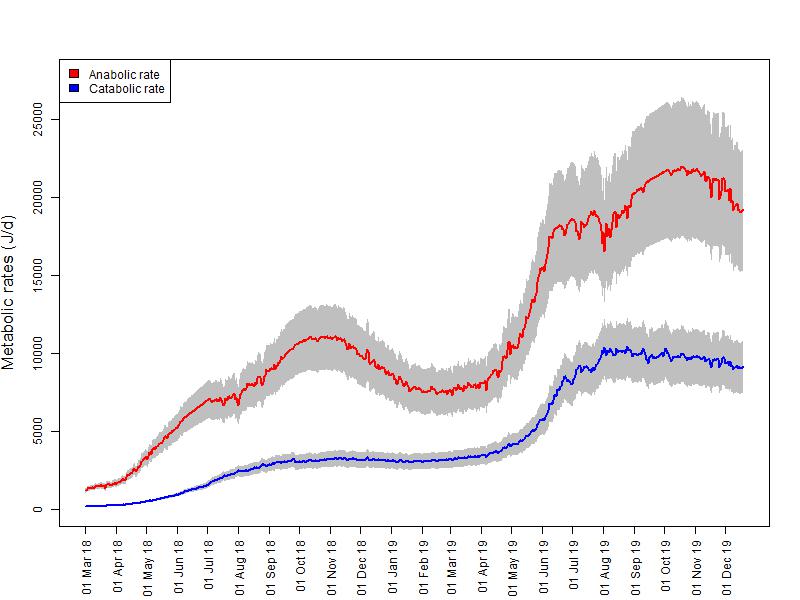 Anabolic rate
Catabolic rate
Metabolic rates (J/d)
25000
20000
15000
10000
5000
0
01 Mar 18
01 Apr 18
01 May 18
01 Jun 18
01 Jul 18
01 Aug 18
01 Sep 18
01 Oct 18
01 Nov 18
01 Dec 18
01 Jan 19
01 Feb 19
01 Mar 19
01 Apr 19
01 May 19
01 Jun 19
01 Jul 19
01 Aug 19
01 Sep 19
01 Oct 19
01 Nov 19
01 Dec 19